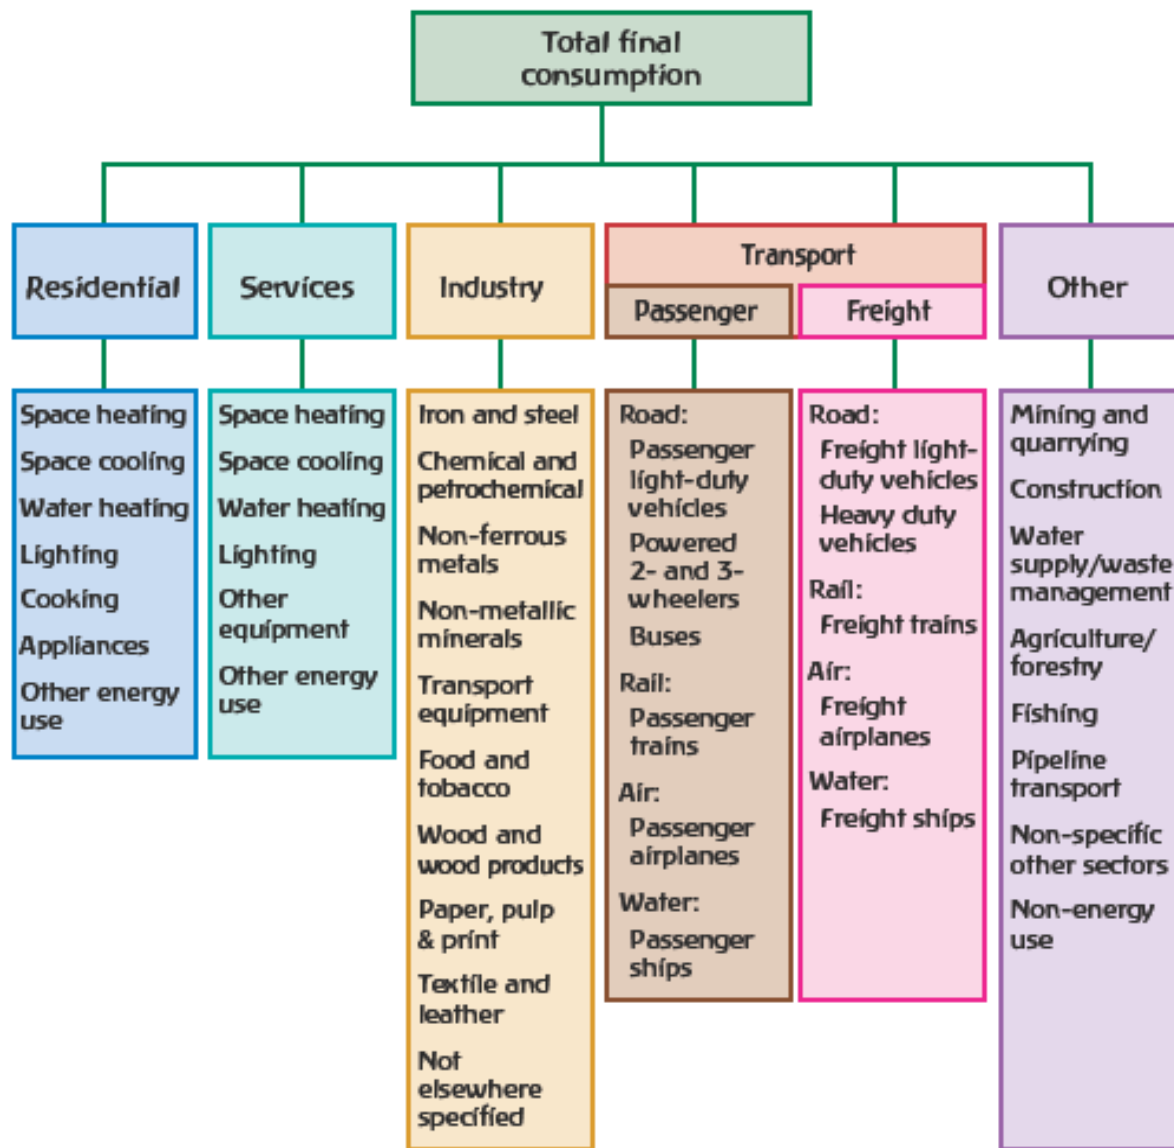 Total final
consumption
Residential
Services
Industry
Transport
Passenger
Freight
Other
Space heating
Space cooling
Water heating
Lighting
Cooking
Appliances
Other energy
use
Space heating
Space cooling
Water heating
Lighting
Other
equipment
Other energy
use
Iron and steel
Chemical and
petrochemical
Non-ferrous
metals
Non-metallic
minerals
Transport
equipment
Food and
tobacco
Wood and
wood products
Paper, pulp
& print
Textile and
leather
Not
elsewhere
specified
Road:
Passenger
light-duty
vehicles
Powered
2- and 3-
wheelers
Buses
Rail:
Passenger
trains
Air:
Passenger
airplanes
Water:
Passenger
ships
Road:
Freight light-
duty vehicles
Heavy duty
vehicles
Rail:
Freight trains
Air:
Freight
airplanes
Water:
Freight ships
Mining and
quarrying
Construction
Water
supply/waste
management
Agriculture/
forestry
Fishing
Pipeline
transport
Non-specific
other sectors
Non-energy
use